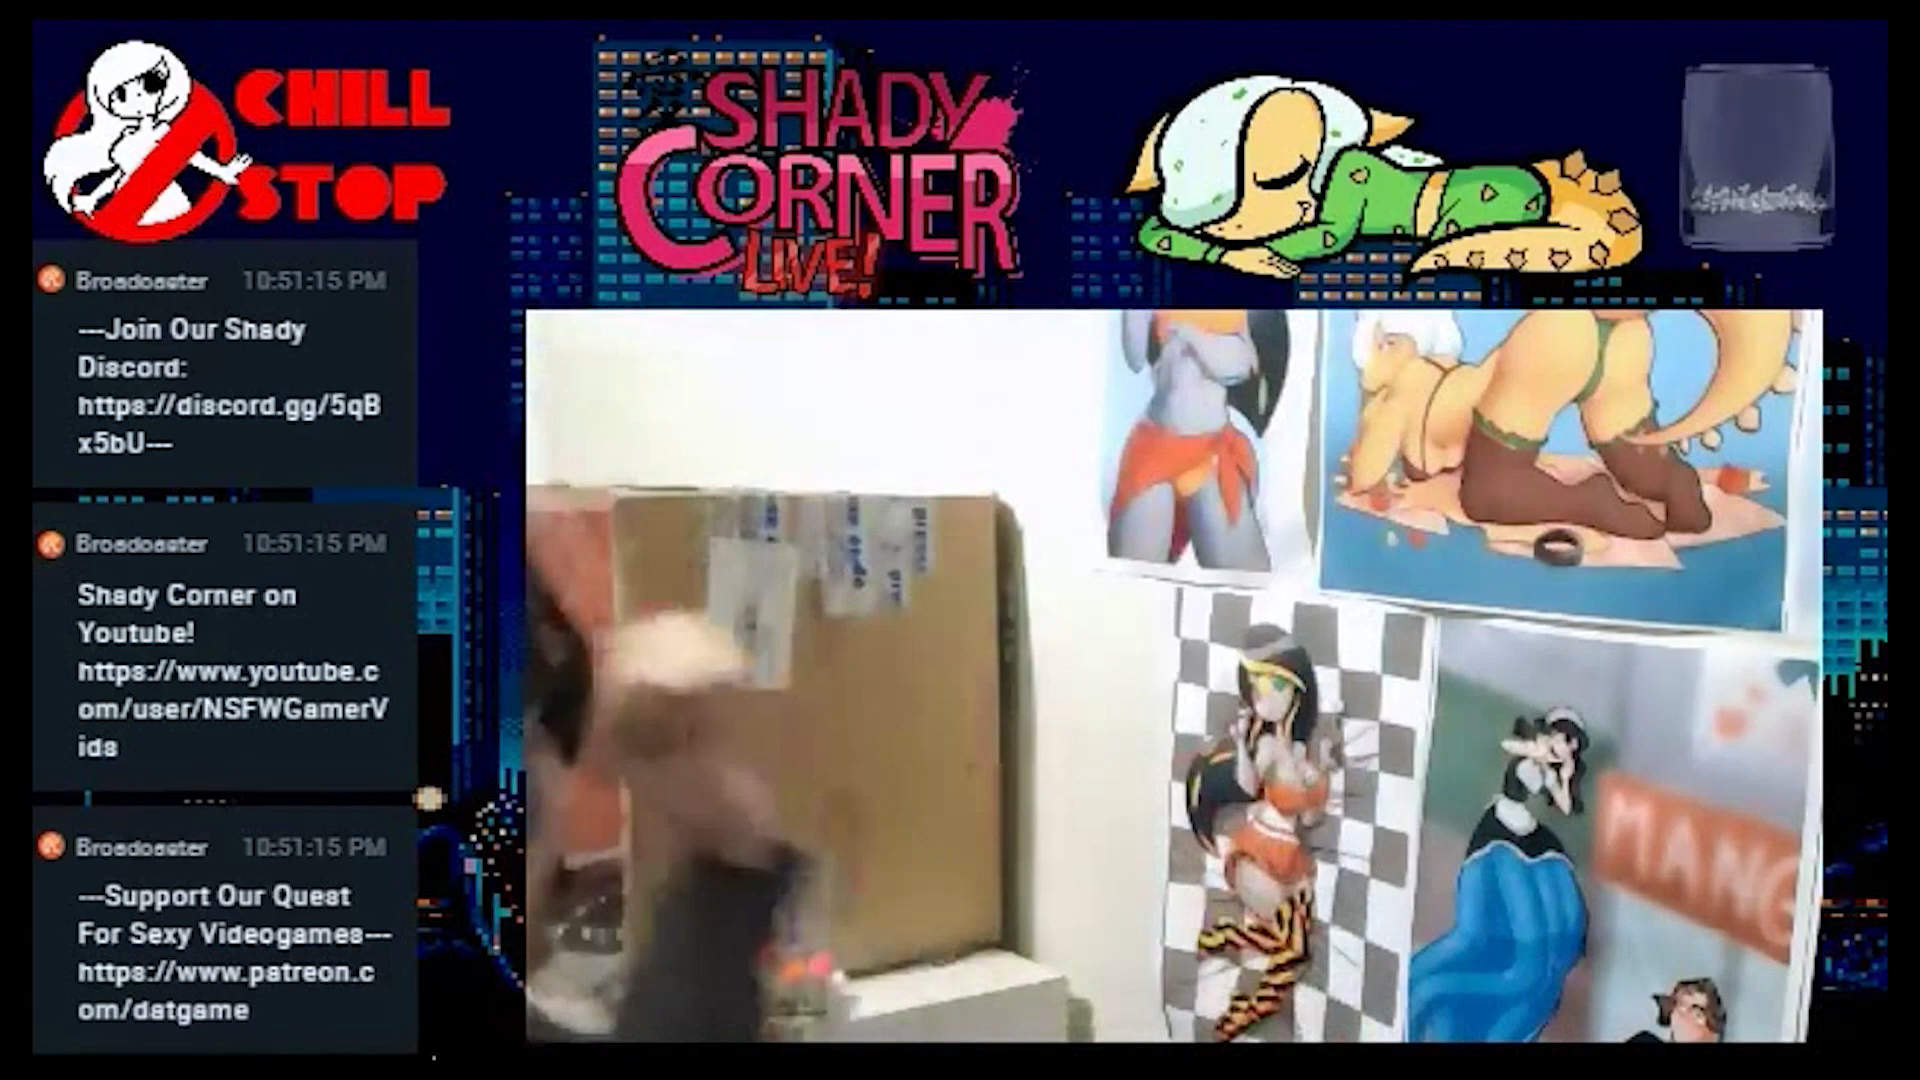 CHILL
STOP
SHADY
CORNER
LIVE!
Broadcaster 10:51:15 PM
---Join Our Shady
Discord:
https://discord.gg/5qB
x5bU---
Broadcaster 10:51:15 PM
Shady Corner on
Youtube!
https://www.youtube.c
om/user/NSFWGamerV
ids
Broadcaster 10:51:15 PM
---Support Our Quest
For Sexy Videogames---
https://www.patreon.c
om/datgame
MANG